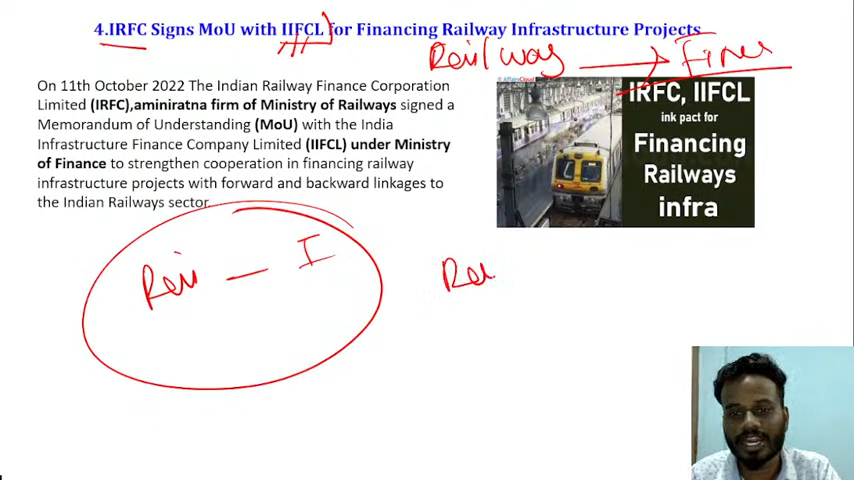 4.IRFC Signs MoU with IIFCL for Financing Railway Infrastructure Projects
Railway
On 11th October 2022 The Indian Railway Finance Corporation
Limited (IRFC),aminiratna firm of Ministry of Railways signed a
Memorandum of Understanding (MoU) with the India
Infrastructure Finance Company Limited (IIFCL) under Ministry
of Finance to strengthen cooperation in financing railway
infrastructure projects with forward and backward linkages to
the Indian Railways sector.
AffairsCloud
IRFC, IIFCL
ink pact for
Financing
Railways
infra
I